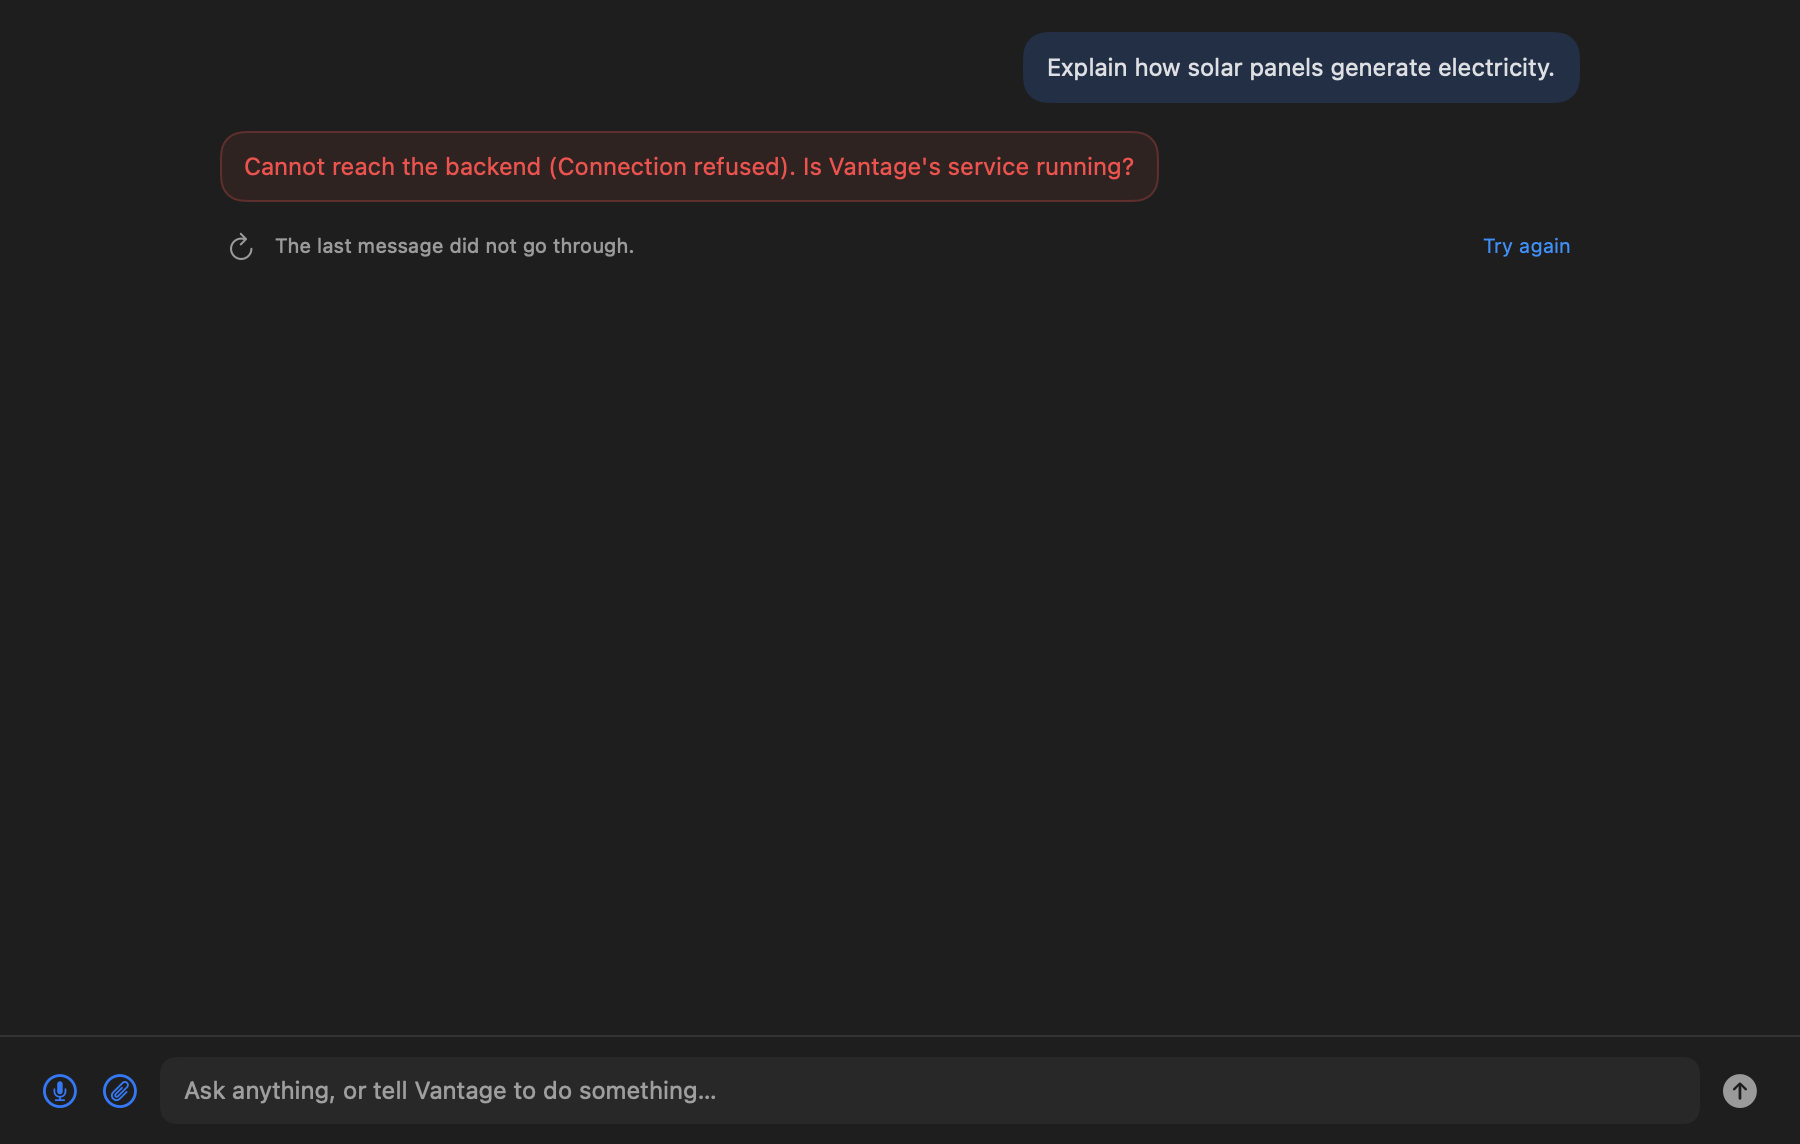 Explain how solar panels generate electricity.
Cannot reach the backend (Connection refused). Is Vantage's service running?
The last message did not go through.
Try again
Ask anything, or tell Vantage to do something...